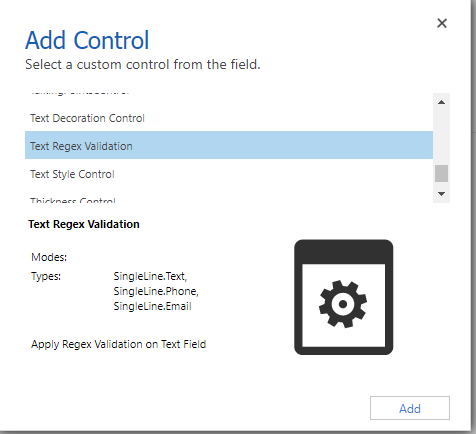 Add Control
Select a custom control from the field.
Text Decoration Control
Text Regex Validation
Text Style Control
Thickness Control
Text Regex Validation
Modes:
Types: SingleLine.Text,
SingleLine.Phone,
SingleLine.Email
Apply Regex Validation on Text Field
Add